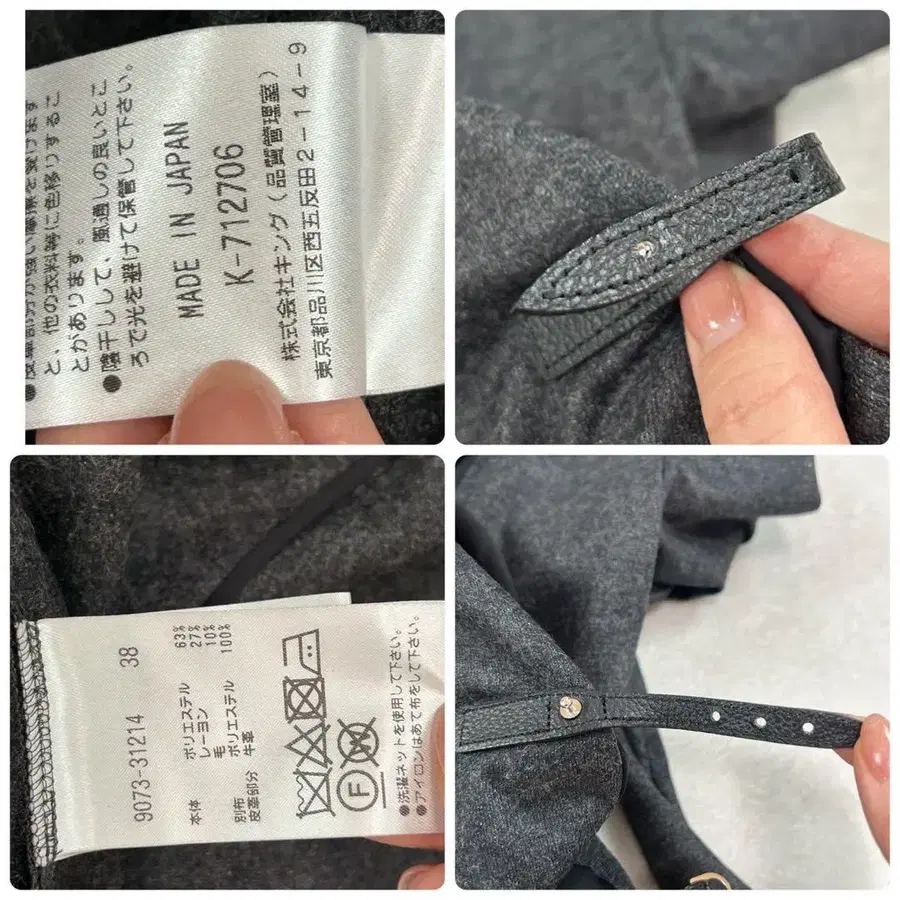 と、他の衣料等に色移りするこ
とがあります。
●陰干しして、風通しの良いとこ
ろで光を避けて保管して下さい。
MADE IN JAPAN
K-712706
株式会社キング(品質管理室)
東京都品川区西五反田2-14-9
9073-31214 38
本体 ポリエステル 63%
レーヨン 27%
毛 10%
別布 ポリエステル 100%
皮革部分 牛革
F
●洗濯ネットを使用して下さい。
●アイロンはあて布をして下さい。